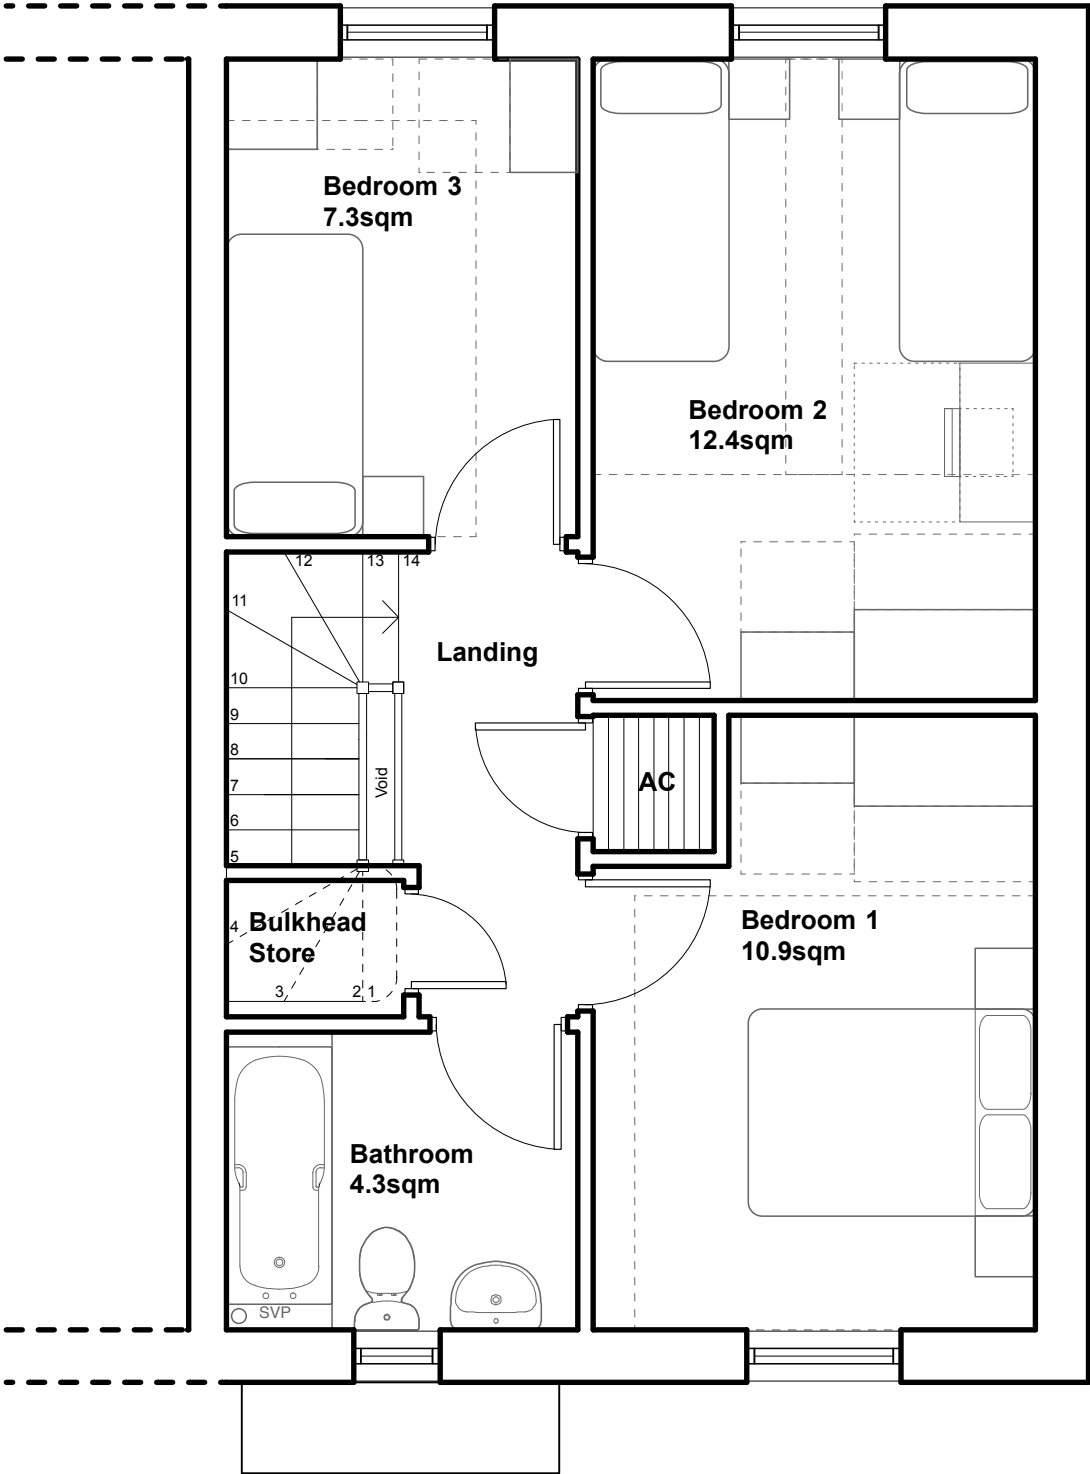 Bedroom 3
7.3sqm
Bedroom 2
12.4sqm
12
13
14
11
Landing
10
9
8
7
6
5
Void
AC
4
Bulkhead
Store
3
2
1
Bedroom 1
10.9sqm
Bathroom
4.3sqm
SVP